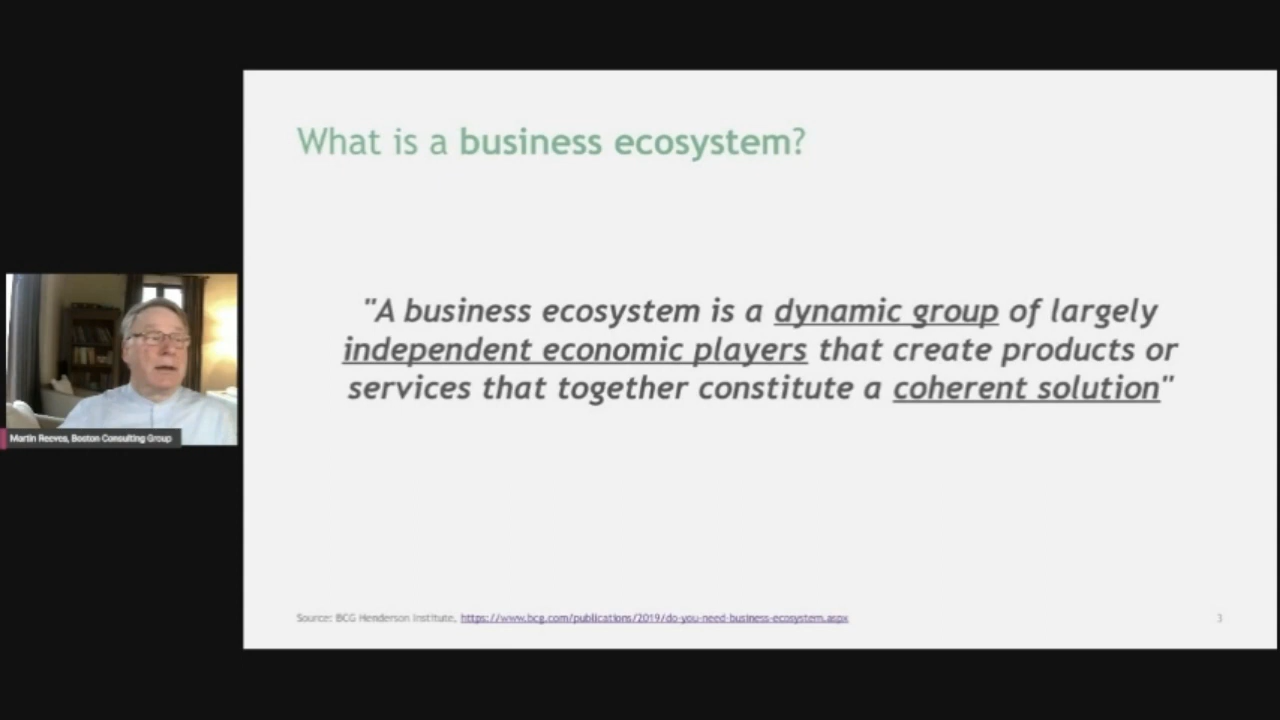 What is a business ecosystem?
"A business ecosystem is a dynamic group of largely
independent economic players that create products or
services that together constitute a coherent solution"
Martin Reeves, Boston Consulting Group
Source: BCG Henderson Institute, https://www.bcg.com/publications/2019/do-you-need-business-ecosystem.aspx
3